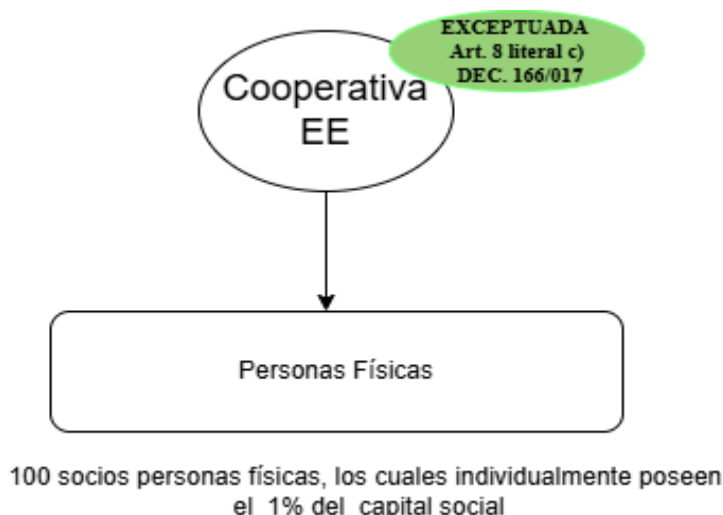 EXCEPTUADA
Art. 8 literal c)
DEC. 166/017
Cooperativa
EE
Personas Físicas
100 socios personas físicas, los cuales individualmente poseen
el 1% del capital social